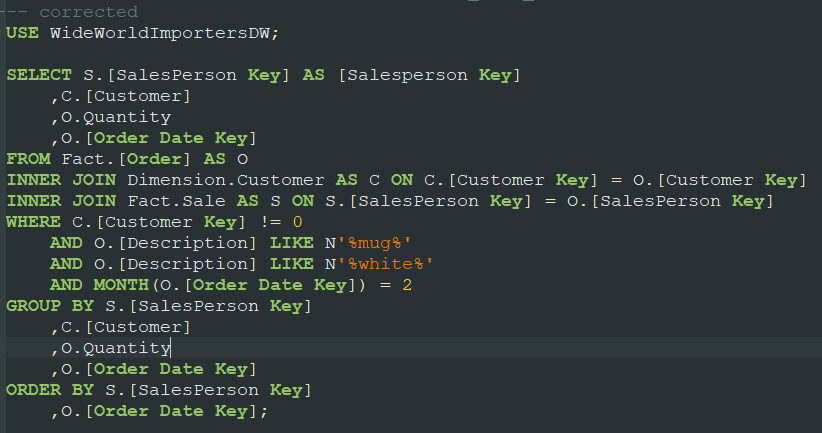 --- corrected
USE WideWorldImportersDW;
SELECT S.[SalesPerson Key] AS [Salesperson Key]
,C.[Customer]
,O.Quantity
,O.[Order Date Key]
FROM Fact.[Order] AS O
INNER JOIN Dimension.Customer AS C ON C.[Customer Key] = O.[Customer Key]
INNER JOIN Fact.Sale AS S ON S.[SalesPerson Key] = O.[SalesPerson Key]
WHERE C.[Customer Key] != 0
AND O.[Description] LIKE N'%mug%'
AND O.[Description] LIKE N'%white%'
AND MONTH(O.[Order Date Key]) = 2
GROUP BY S.[SalesPerson Key]
,C.[Customer]
,O.Quantity
,O.[Order Date Key]
ORDER BY S.[SalesPerson Key]
,O.[Order Date Key];